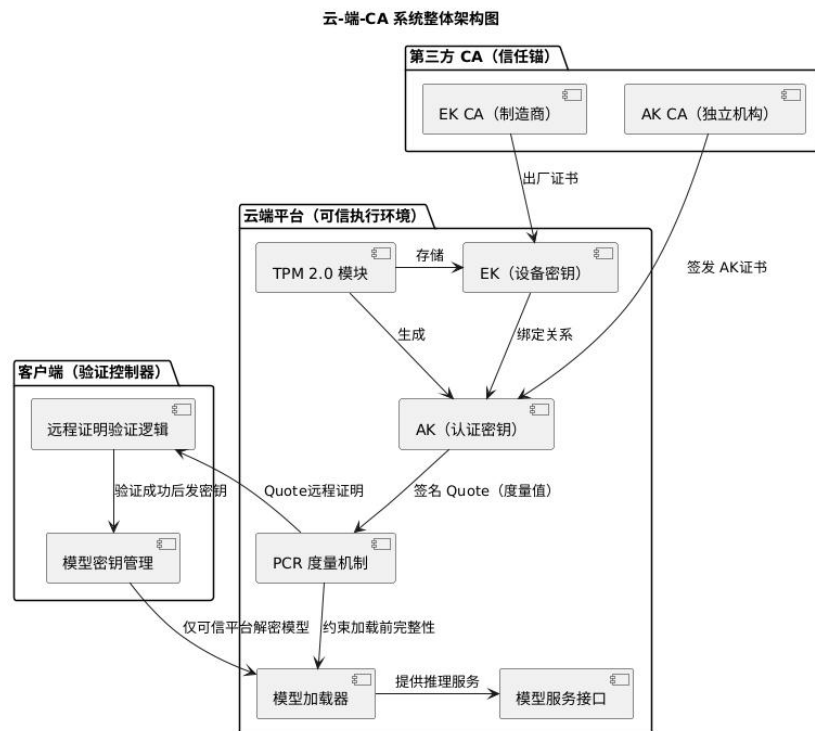 云-端-CA 系统整体架构图
第三方 CA（信任锚）
EK CA（制造商）
AK CA（独立机构）
出厂证书
云端平台（可信执行环境）
TPM 2.0 模块
存储
EK（设备密钥）
签发 AK证书
生成
绑定关系
客户端（验证控制器）
远程证明验证逻辑
AK（认证密钥）
验证成功后发密钥
Quote远程证明
签名 Quote（度量值）
模型密钥管理
PCR 度量机制
仅可信平台解密模型
约束加载前完整性
模型加载器
提供推理服务
模型服务接口